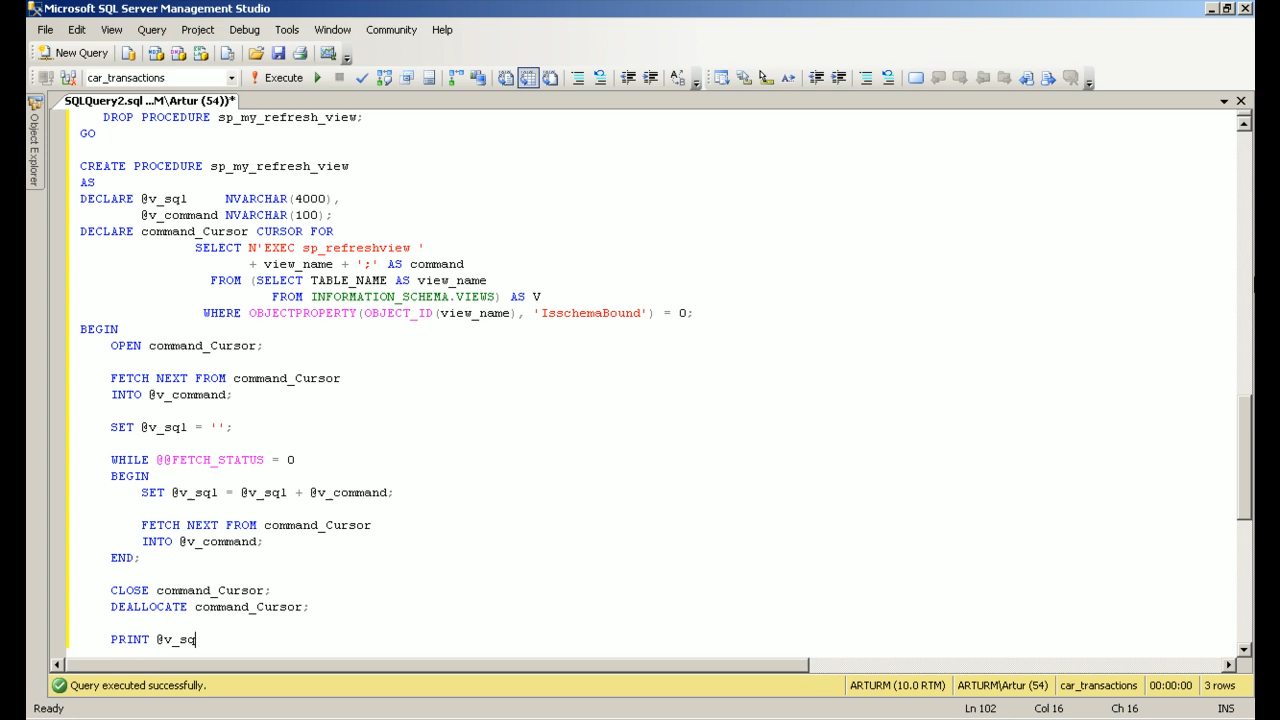 Microsoft SQL Server Management Studio
File Edit View Query Project Debug Tools Window Community Help
New Query
car_transactions Execute
SQLQuery2.sql ...M\Artur (54))*
Object Explorer
DROP PROCEDURE sp_my_refresh_view;
GO
CREATE PROCEDURE sp_my_refresh_view
AS
DECLARE @v_sql NVARCHAR(4000),
@v_command NVARCHAR(100);
DECLARE command_Cursor CURSOR FOR
SELECT N'EXEC sp_refreshview '
+ view_name + ';' AS command
FROM (SELECT TABLE_NAME AS view_name
FROM INFORMATION_SCHEMA.VIEWS) AS V
WHERE OBJECTPROPERTY(OBJECT_ID(view_name), 'IsschemaBound') = 0;
BEGIN
OPEN command_Cursor;
FETCH NEXT FROM command_Cursor
INTO @v_command;
SET @v_sql = '';
WHILE @@FETCH_STATUS = 0
BEGIN
SET @v_sql = @v_sql + @v_command;
FETCH NEXT FROM command_Cursor
INTO @v_command;
END;
CLOSE command_Cursor;
DEALLOCATE command_Cursor;
PRINT @v_sq
Query executed successfully. ARTURM (10.0 RTM) ARTURM\Artur (54) car_transactions 00:00:00 3 rows
Ready Ln 102 Col 16 Ch 16 INS